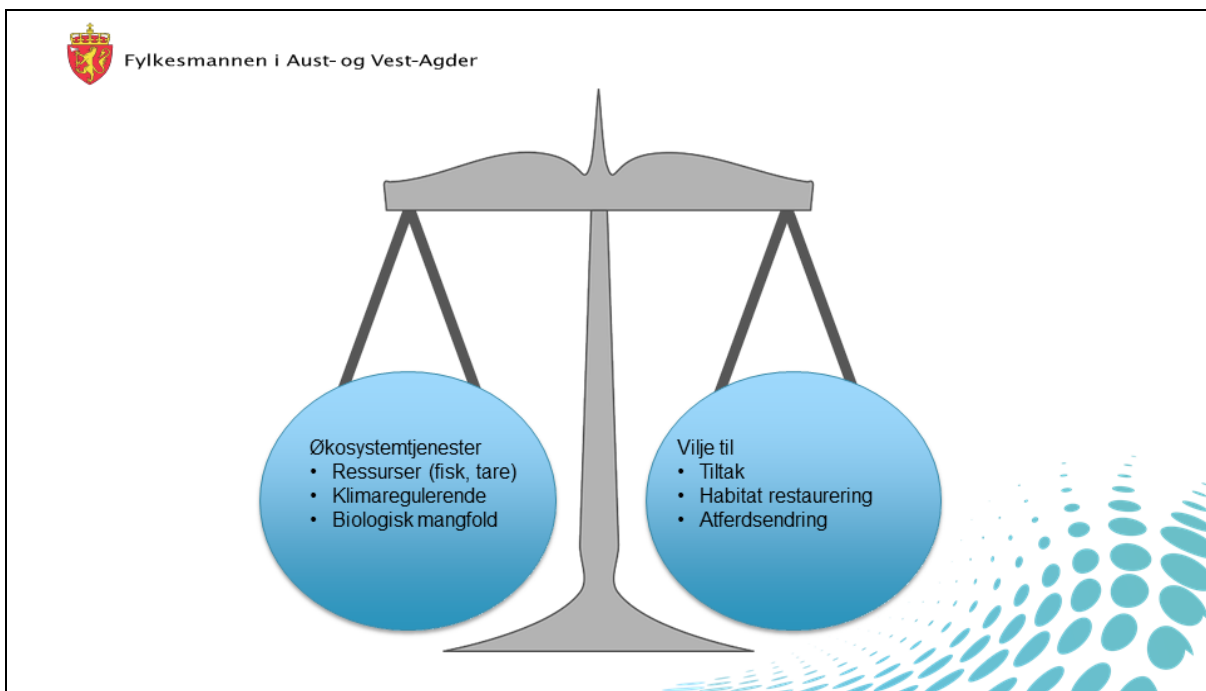 Fylkesmannen i Aust- og Vest-Agder
Økosystemtjenester
• Ressurser (fisk, tare)
• Klimaregulerende
• Biologisk mangfold
Vilje til
• Tiltak
• Habitat restaurering
• Atferdsendring